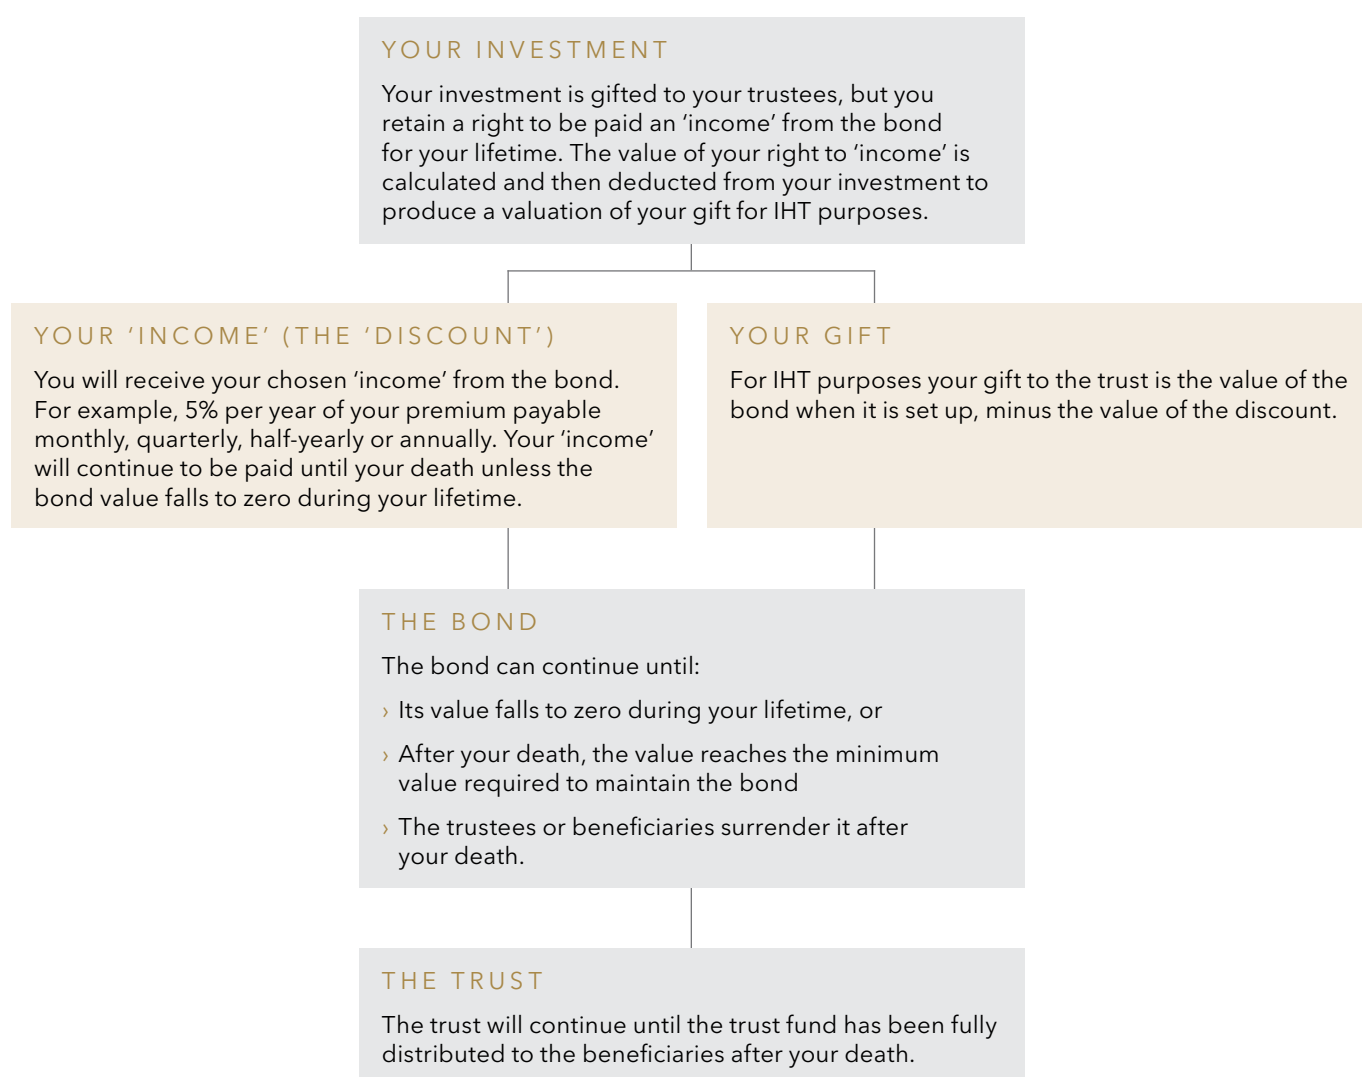 YOUR INVESTMENT
Your investment is gifted to your trustees, but you
retain a right to be paid an ‘income’ from the bond
for your lifetime. The value of your right to ‘income’ is
calculated and then deducted from your investment to
produce a valuation of your gift for IHT purposes.
YOUR ‘INCOME’ (THE ‘DISCOUNT’)
You will receive your chosen ‘income’ from the bond.
For example, 5% per year of your premium payable
monthly, quarterly, half-yearly or annually. Your ‘income’
will continue to be paid until your death unless the
bond value falls to zero during your lifetime.
YOUR GIFT
For IHT purposes your gift to the trust is the value of the
bond when it is set up, minus the value of the discount.
THE BOND
The bond can continue until:
› Its value falls to zero during your lifetime, or
› After your death, the value reaches the minimum
value required to maintain the bond
› The trustees or beneficiaries surrender it after
your death.
THE TRUST
The trust will continue until the trust fund has been fully
distributed to the beneficiaries after your death.